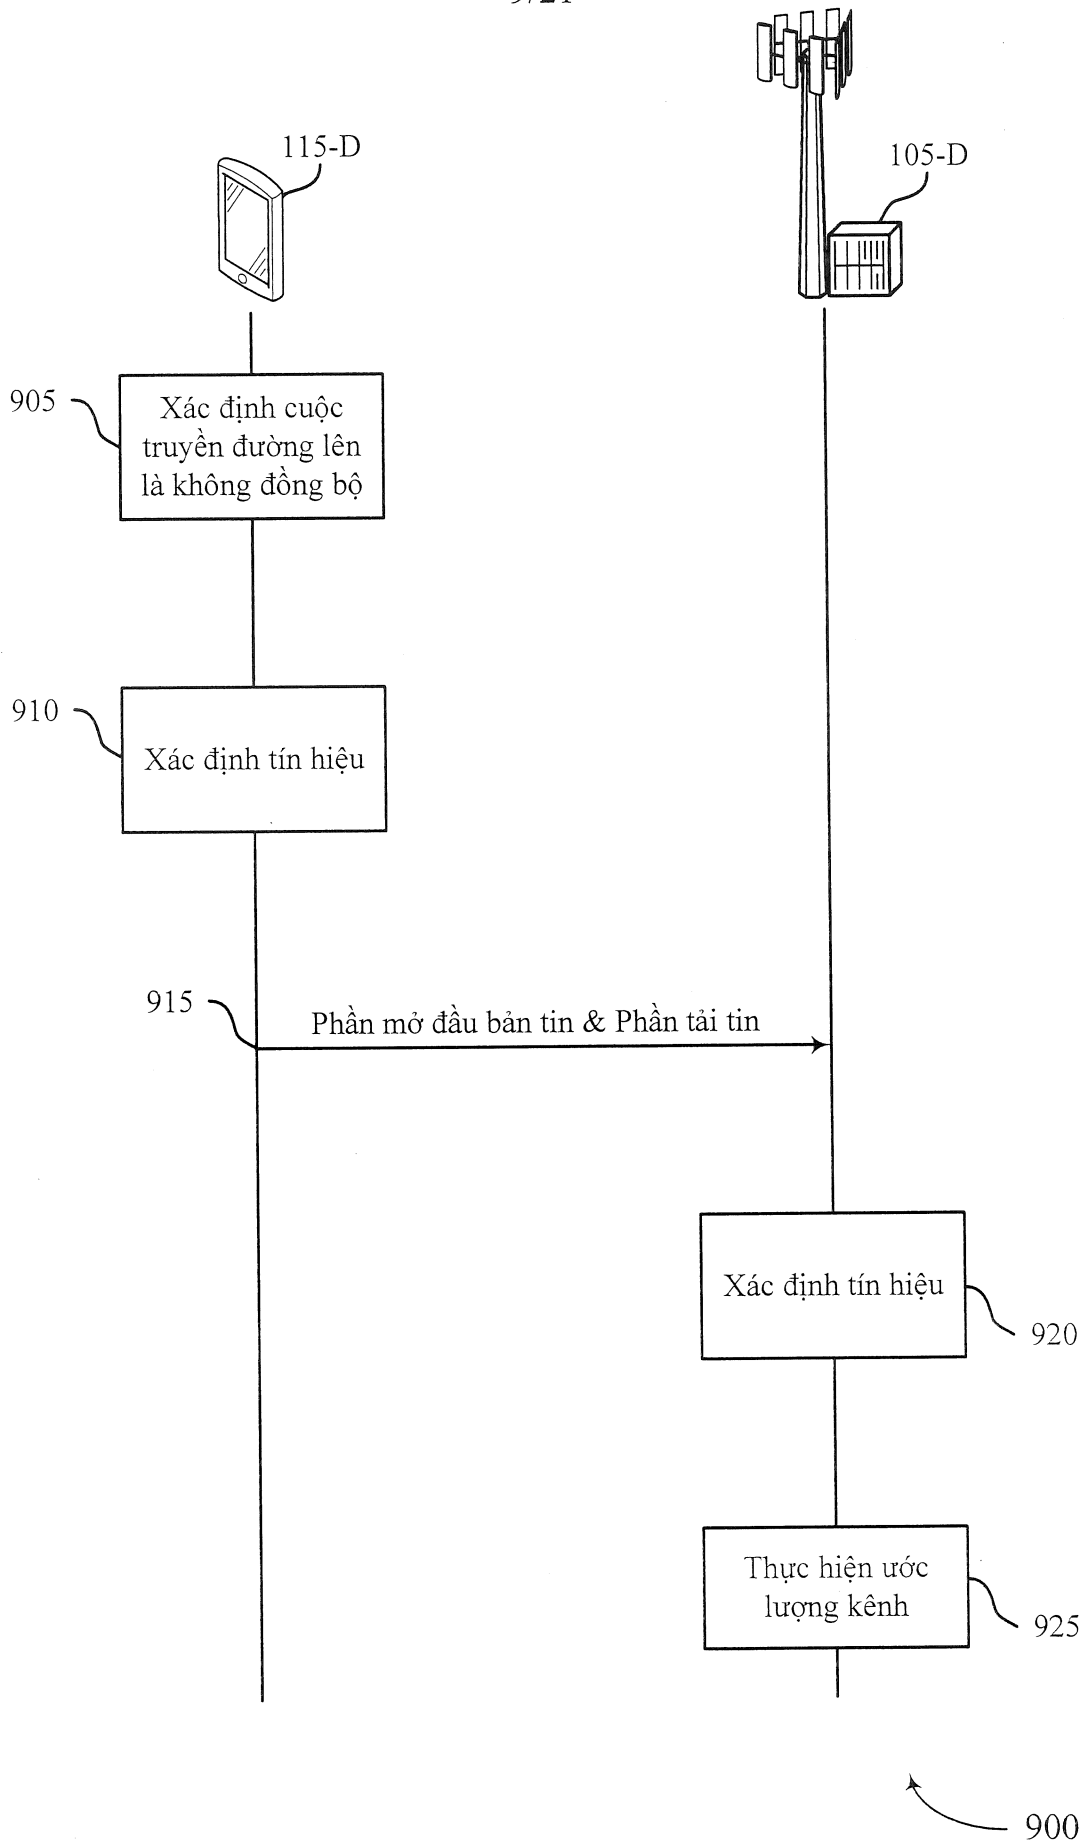 115-D
105-D
905
Xác định cuộc
truyền đường lên
là không đồng bộ
910
Xác định tín hiệu
915
Phần mở đầu bản tin & Phần tải tin
Xác định tín hiệu
920
Thực hiện ước
lượng kênh
925
900